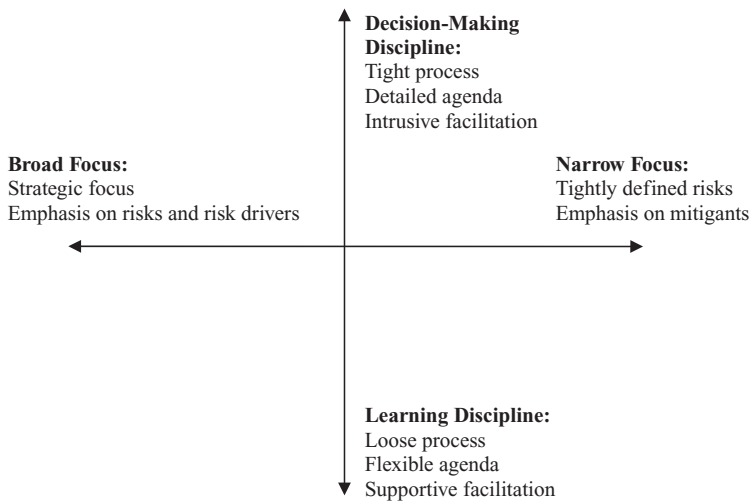 Decision-Making
Discipline:
Tight process
Detailed agenda
Intrusive facilitation
Broad Focus:
Strategic focus
Emphasis on risks and risk drivers
Narrow Focus:
Tightly defined risks
Emphasis on mitigants
Learning Discipline:
Loose process
Flexible agenda
Supportive facilitation